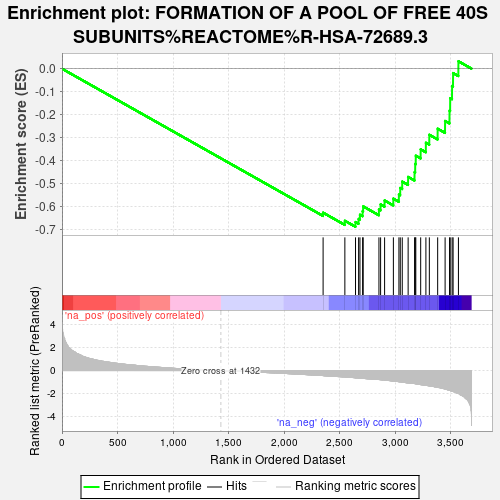 Enrichment plot: FORMATION OF A POOL OF FREE 40S
SUBUNITS%REACTOME%R-HSA-72689.3
Enrichment score (ES)
0.0
-0.1
-0.2
-0.3
-0.4
-0.5
-0.6
-0.7
'na_pos' (positively correlated)
Ranked list metric (PreRanked)
4
2
0
-2
-4
Zero cross at 1432
'na_neg' (negatively correlated)
0 500 1,000 1,500 2,000 2,500 3,000 3,500
Rank in Ordered Dataset
Enrichment profile Hits Ranking metric scores